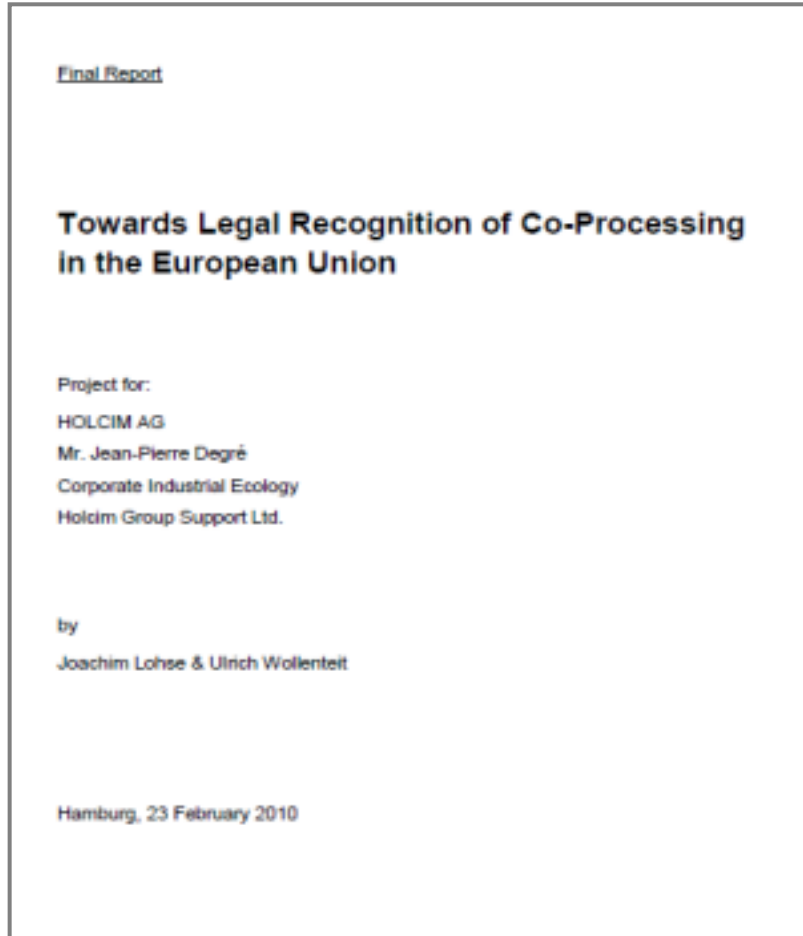 Final Report
Towards Legal Recognition of Co-Processing
in the European Union
Project for:
HOLCIM AG
Mr. Jean-Pierre Degré
Corporate Industrial Ecology
Holcim Group Support Ltd.
by
Joachim Lohse & Ulrich Wollenteit
Hamburg, 23 February 2010